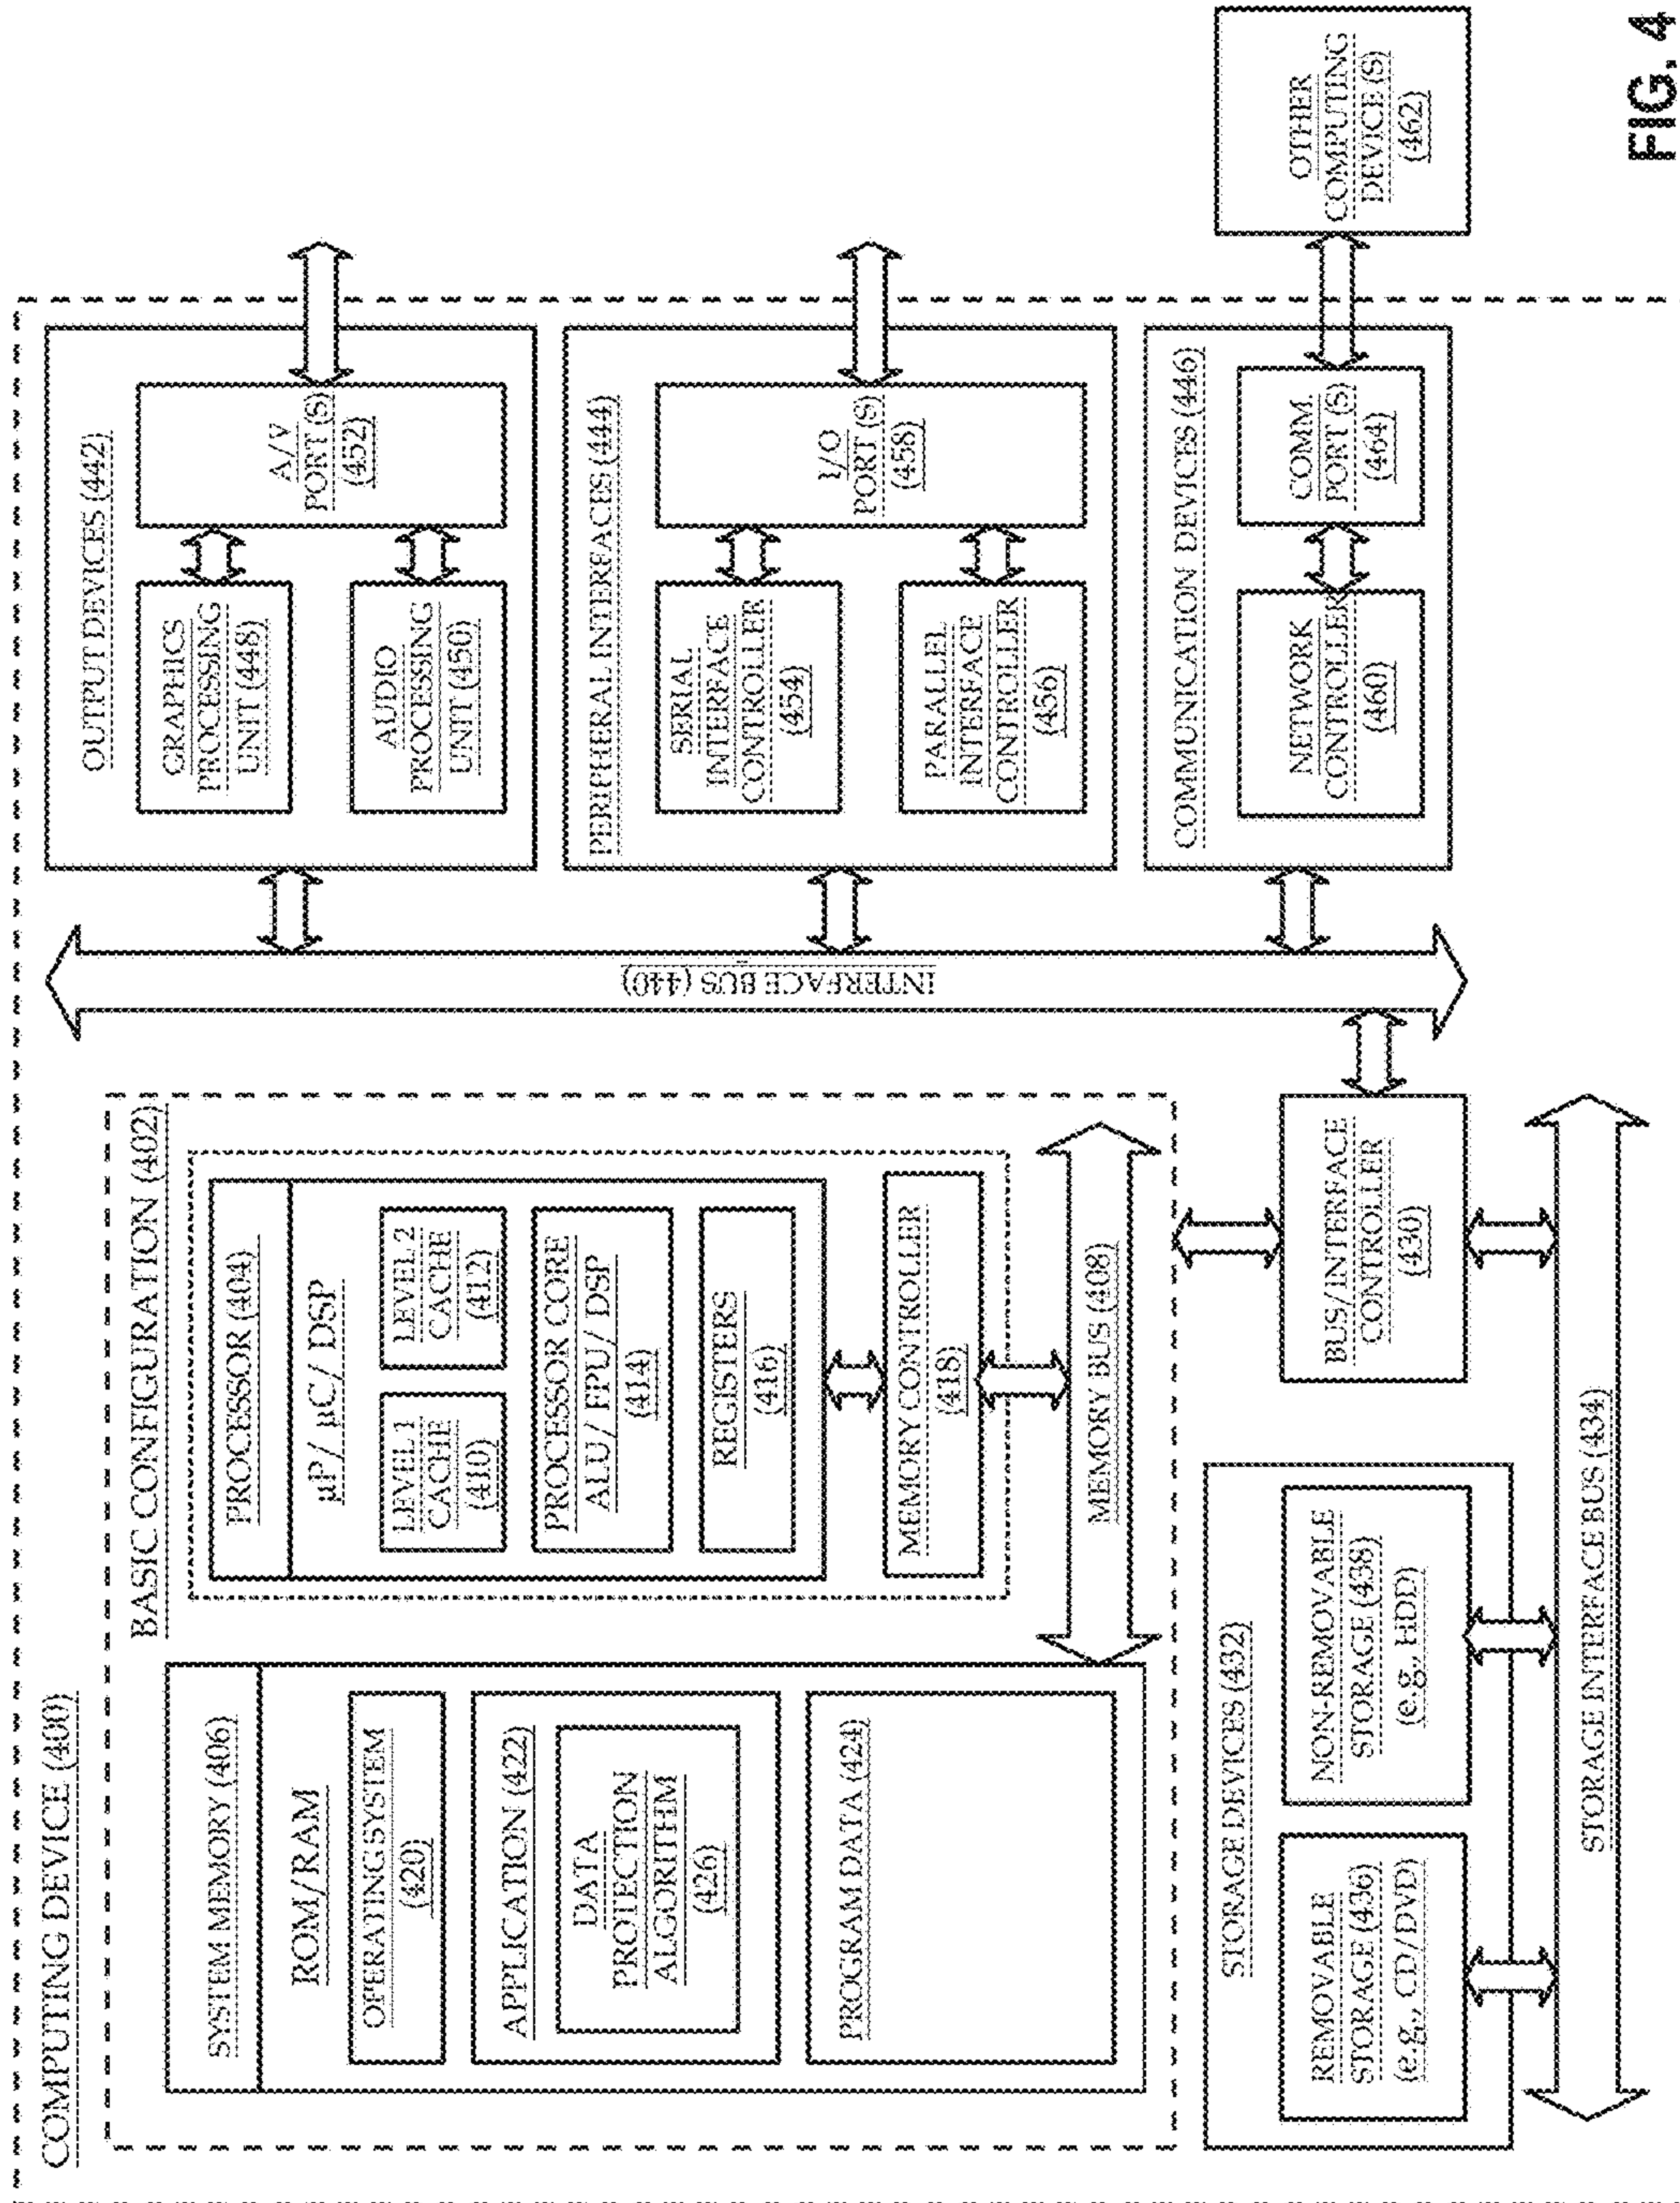 COMPUTING DEVICE (400)
BASIC CONFIGURATION (402)
SYSTEM MEMORY (406)
ROM/RAM
OPERATING SYSTEM
(420)
APPLICATION (422)
DATA
PROTECTION
ALGORITHM
(426)
PROGRAM DATA (424)
PROCESSOR (404)
µP/ µC/ DSP
LEVEL 1
CACHE
(410)
LEVEL 2
CACHE
(412)
PROCESSOR CORE
ALU/ FPU/ DSP
(414)
REGISTERS
(416)
MEMORY CONTROLLER
(418)
MEMORY BUS (408)
BUS/INTERFACE
CONTROLLER
(430)
STORAGE DEVICES (432)
REMOVABLE
STORAGE (436)
(e.g., CD/DVD)
NON-REMOVABLE
STORAGE (438)
(e.g., HDD)
STORAGE INTERFACE BUS (434)
INTERFACE BUS (440)
OUTPUT DEVICES (442)
GRAPHICS
PROCESSING
UNIT (448)
AUDIO
PROCESSING
UNIT (450)
A/V
PORT (S)
(452)
PERIPHERAL INTERFACES (444)
SERIAL
INTERFACE
CONTROLLER
(454)
PARALLEL
INTERFACE
CONTROLLER
(456)
I/O
PORT (S)
(458)
COMMUNICATION DEVICES (446)
NETWORK
CONTROLLER
(460)
COMM.
PORT (S)
(464)
OTHER
COMPUTING
DEVICE (S)
(462)
FIG. 4